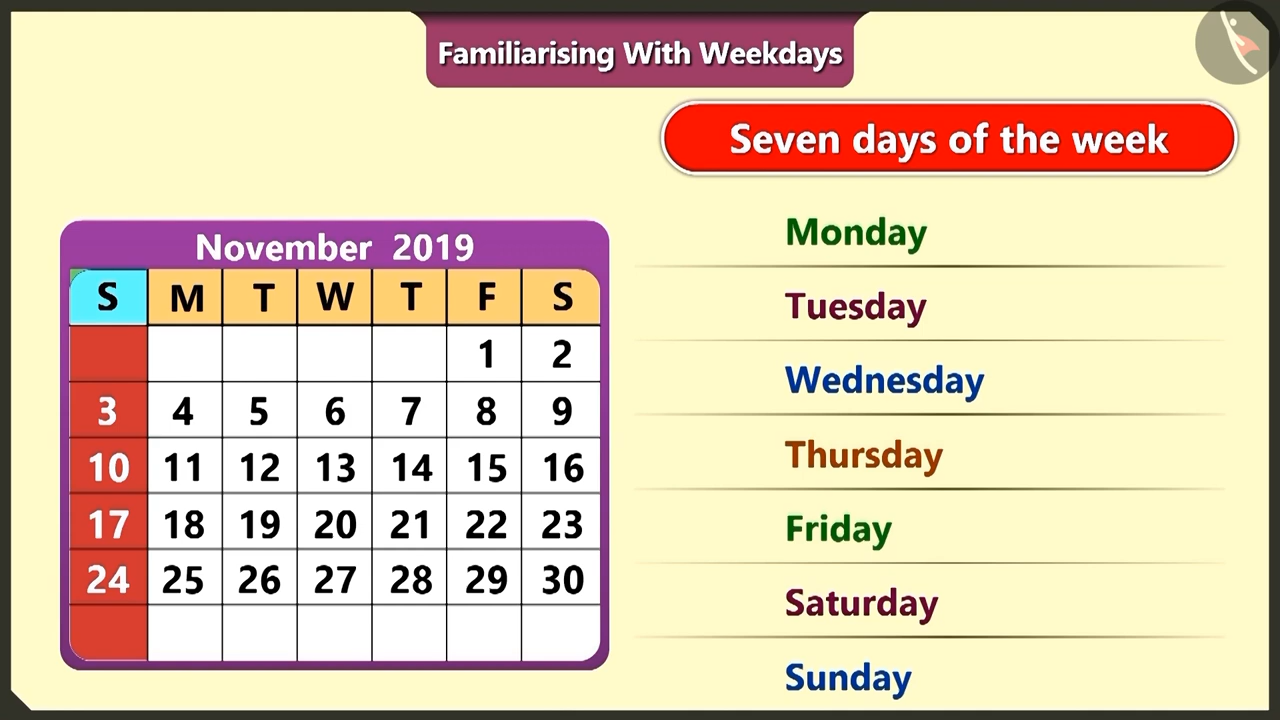 Familiarising With Weekdays
Seven days of the week
November 2019
S M T W T F S
1 2
3 4 5 6 7 8 9
10 11 12 13 14 15 16
17 18 19 20 21 22 23
24 25 26 27 28 29 30
Monday
Tuesday
Wednesday
Thursday
Friday
Saturday
Sunday